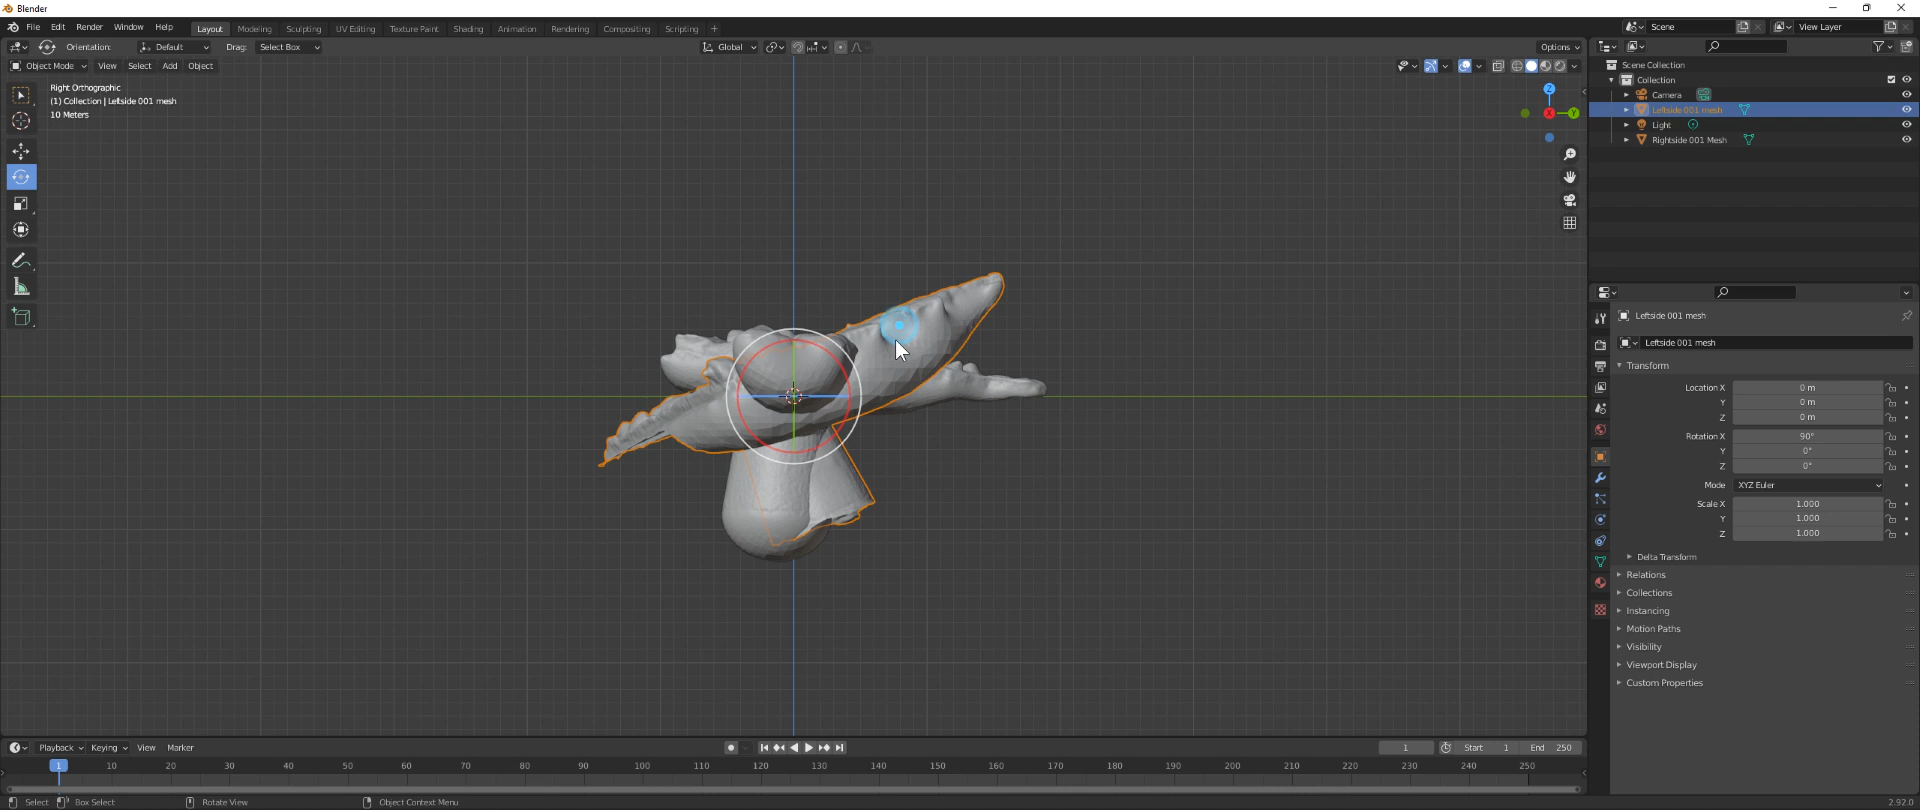 Blender
File Edit Render Window Help Layout Modeling Sculpting UV Editing Texture Paint Shading Animation Rendering Compositing Scripting + Scene View Layer
Orientation: Default Drag: Select Box Global Options
Object Mode View Select Add Object
Right Orthographic
(1) Collection | Leftside 001 mesh
10 Meters
Z
X
Y
Scene Collection
Collection
Camera
Leftside 001 mesh
Light
Rightside 001 Mesh
Leftside 001 mesh
Leftside 001 mesh
Transform
Location X 0 m
Y 0 m
Z 0 m
Rotation X 90°
Y 0°
Z 0°
Mode XYZ Euler
Scale X 1.000
Y 1.000
Z 1.000
Delta Transform
Relations
Collections
Instancing
Motion Paths
Visibility
Viewport Display
Custom Properties
Playback Keying View Marker 1 Start 1 End 250
1 10 20 30 40 50 60 70 80 90 100 110 120 130 140 150 160 170 180 190 200 210 220 230 240 250
Select Box Select Rotate View Object Context Menu 2.92.0